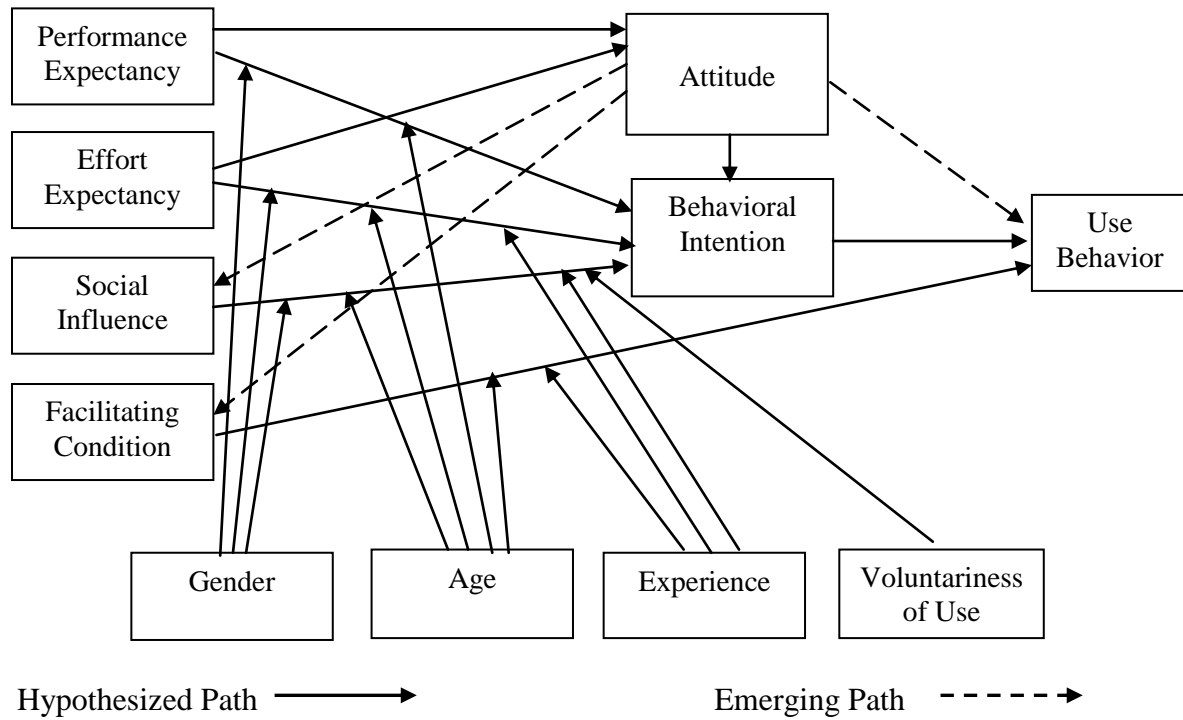 Performance
Expectancy
Attitude
Effort
Expectancy
Behavioral
Intention
Use
Behavior
Social
Influence
Facilitating
Condition
Gender
Age
Experience
Voluntariness
of Use
Hypothesized Path
Emerging Path